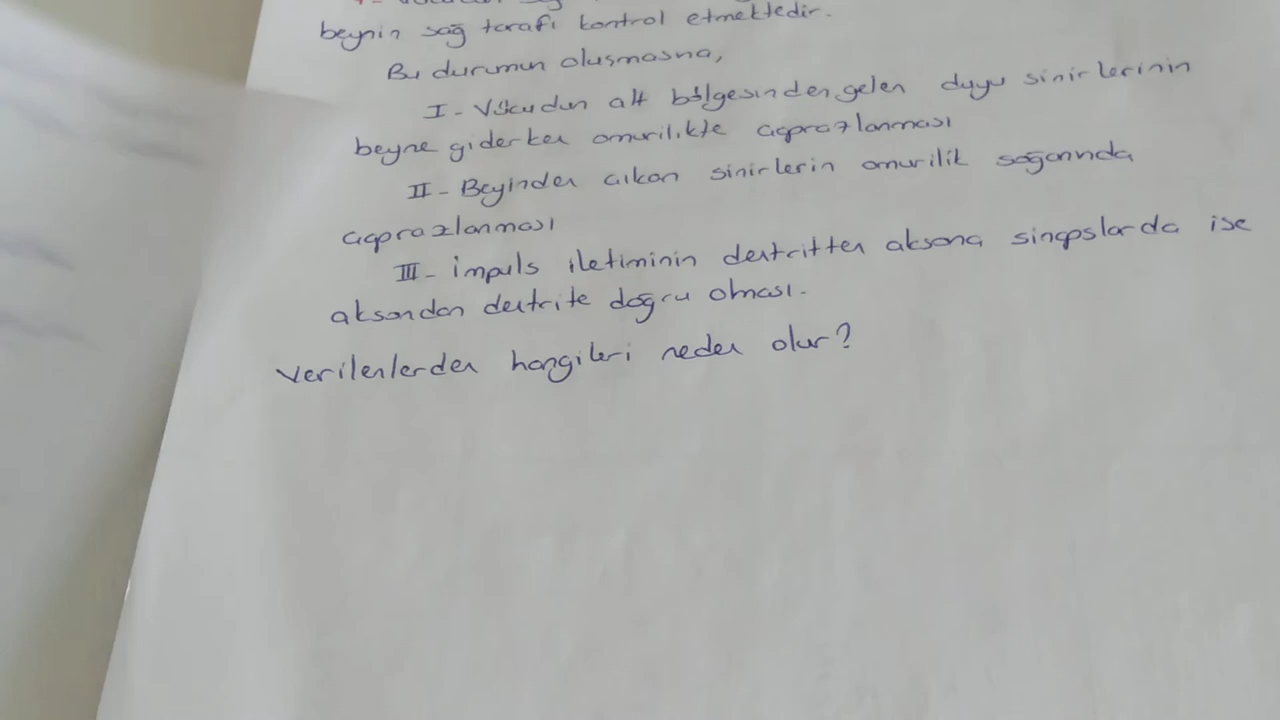 beynin sağ tarafı kontrol etmektedir.
Bu durumun oluşmasına,
I- Vücudun alt bölgesinden gelen duyu sinirlerinin
beyne giderken omurilikte çaprazlanması
II- Beyinden çıkan sinirlerin omurilik soğanında
çaprazlanması
III- impuls iletiminin dentritten aksona sinapslarda ise
aksondan dentrite doğru olması.
Verilenlerden hangileri neden olur?